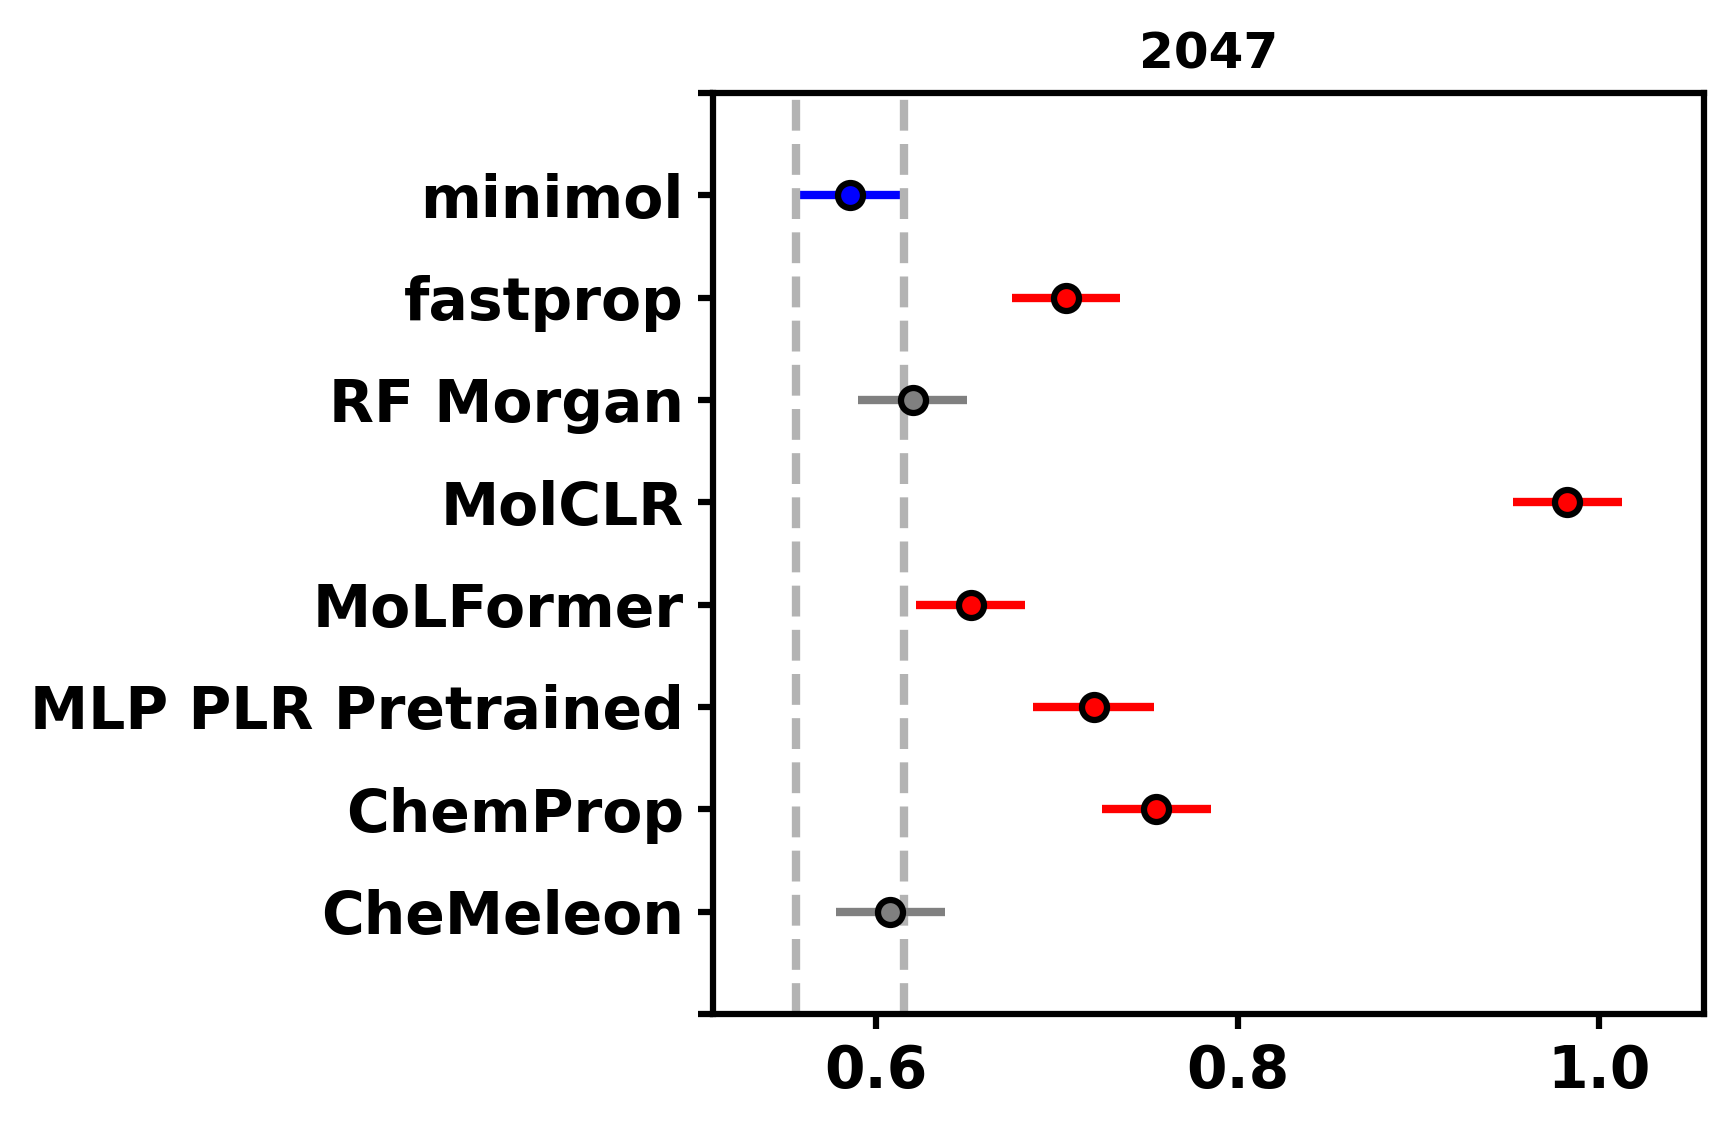 2047
minimol
fastprop
RF Morgan
MolCLR
MoLFormer
MLP PLR Pretrained
ChemProp
CheMeleon
0.6 0.8 1.0